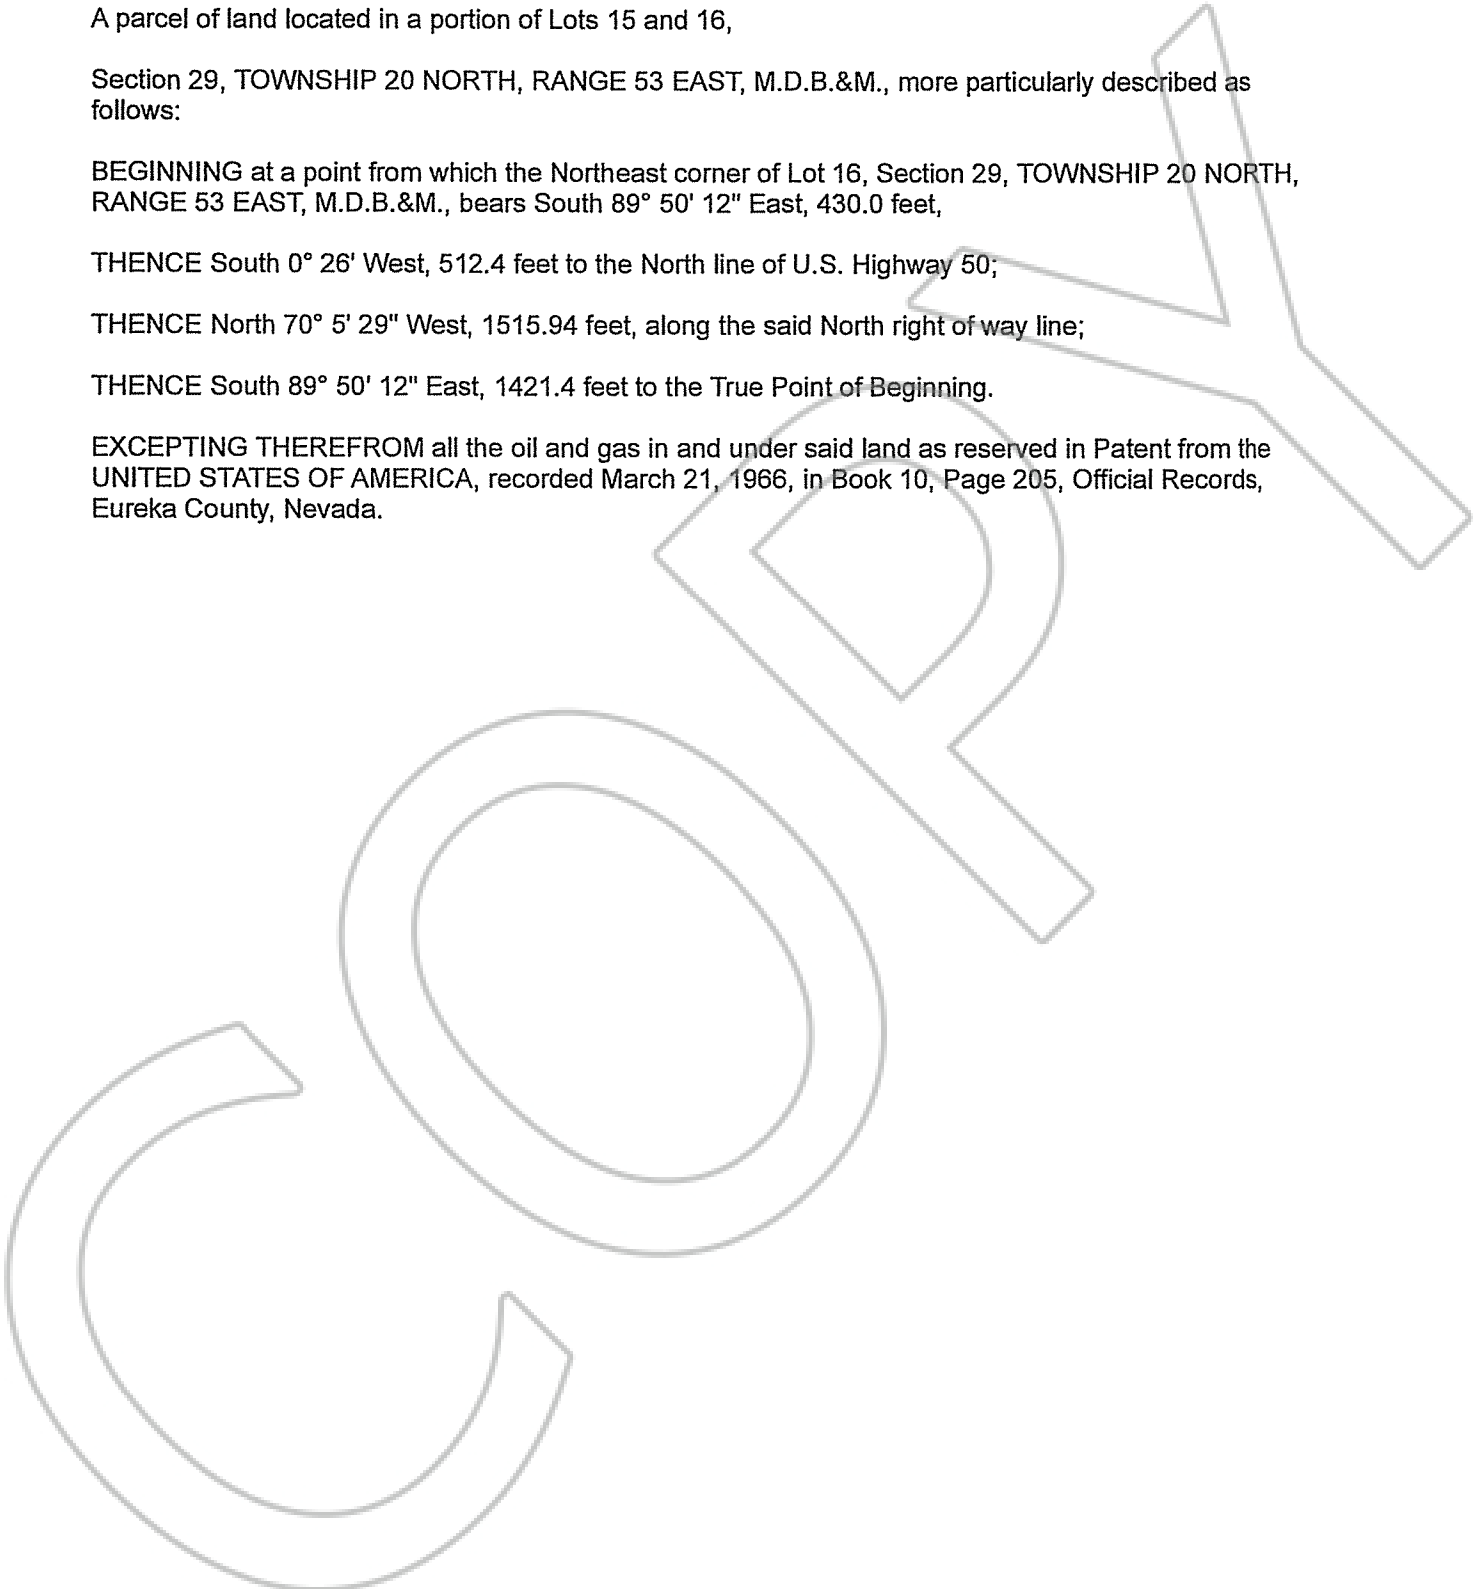 A parcel of land located in a portion of Lots 15 and 16,
Section 29, TOWNSHIP 20 NORTH, RANGE 53 EAST, M.D.B.&M., more particularly described as
follows:
BEGINNING at a point from which the Northeast corner of Lot 16, Section 29, TOWNSHIP 20 NORTH,
RANGE 53 EAST, M.D.B.&M., bears South 89° 50' 12" East, 430.0 feet,
THENCE South 0° 26' West, 512.4 feet to the North line of U.S. Highway 50;
THENCE North 70° 5' 29" West, 1515.94 feet, along the said North right of way line;
THENCE South 89° 50' 12" East, 1421.4 feet to the True Point of Beginning.
EXCEPTING THEREFROM all the oil and gas in and under said land as reserved in Patent from the
UNITED STATES OF AMERICA, recorded March 21, 1966, in Book 10, Page 205, Official Records,
Eureka County, Nevada.
COPY